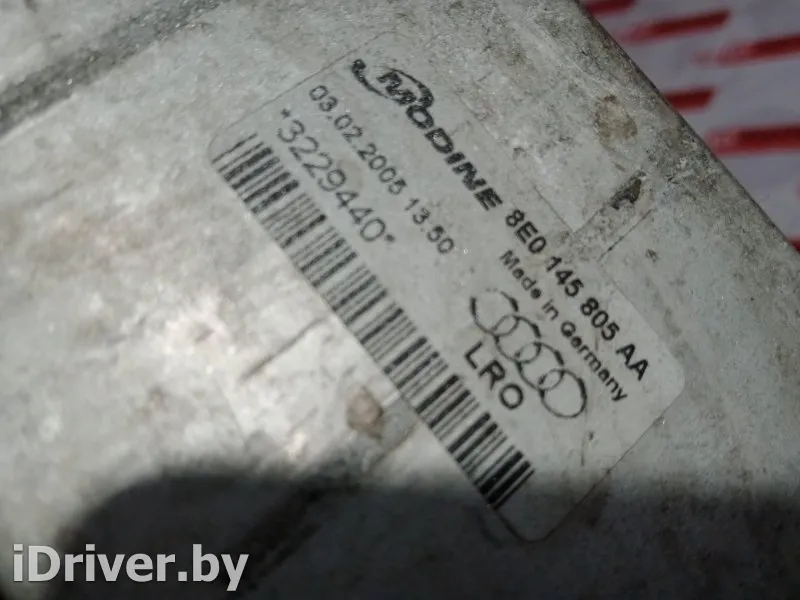 MODINE
8E0 145 805 AA
Made in Germany
03.02.2005 13.50
*3229440*
LRO
iDriver.by